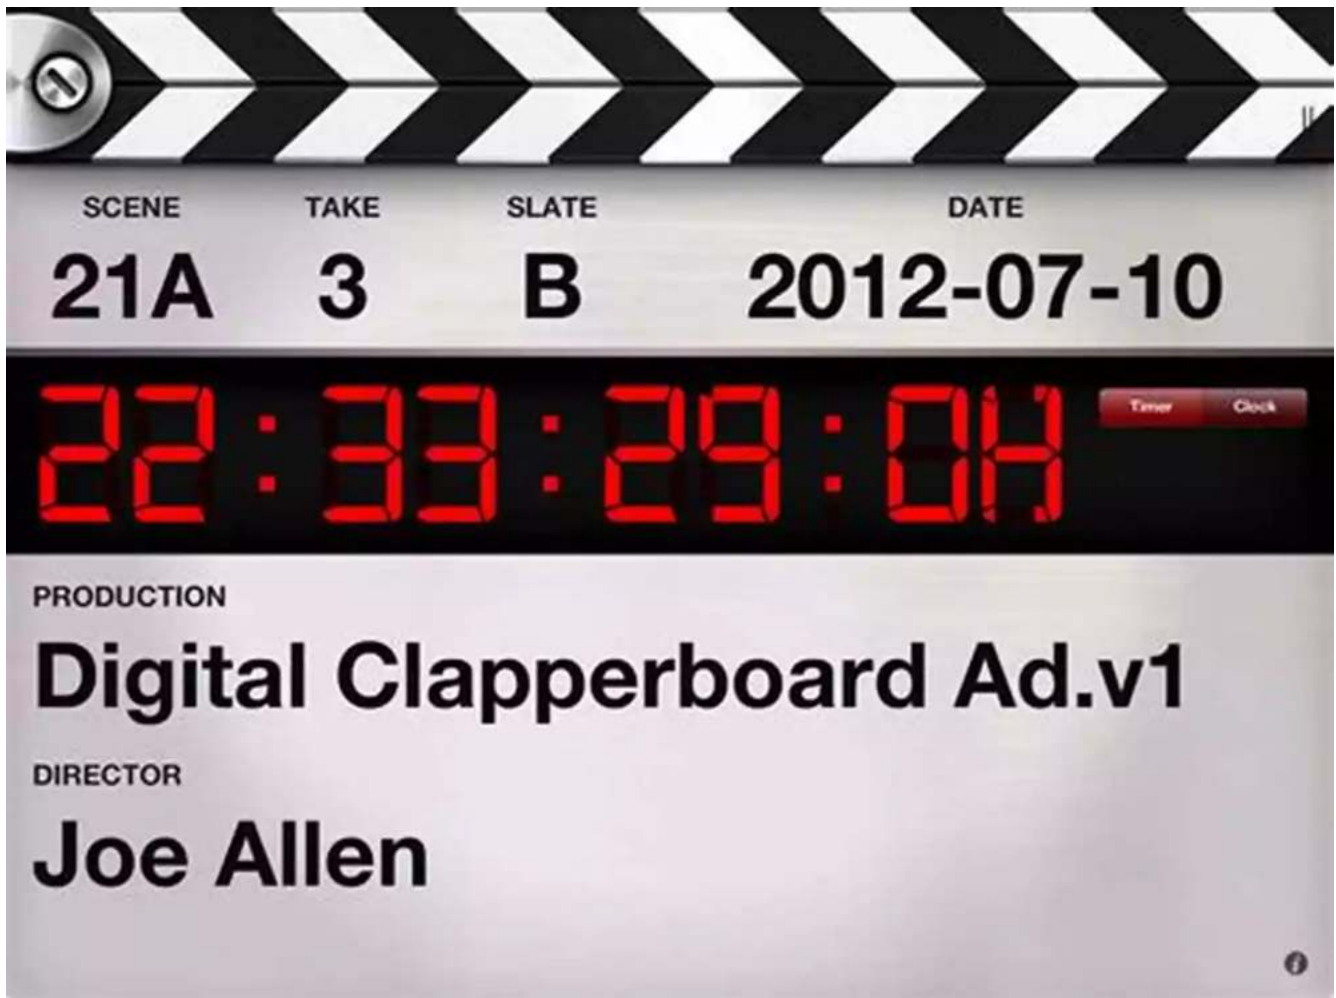 SCENE TAKE SLATE DATE
21A 3 B 2012-07-10
22:33:29:0H
Timer Clock
PRODUCTION
Digital Clapperboard Ad.v1
DIRECTOR
Joe Allen